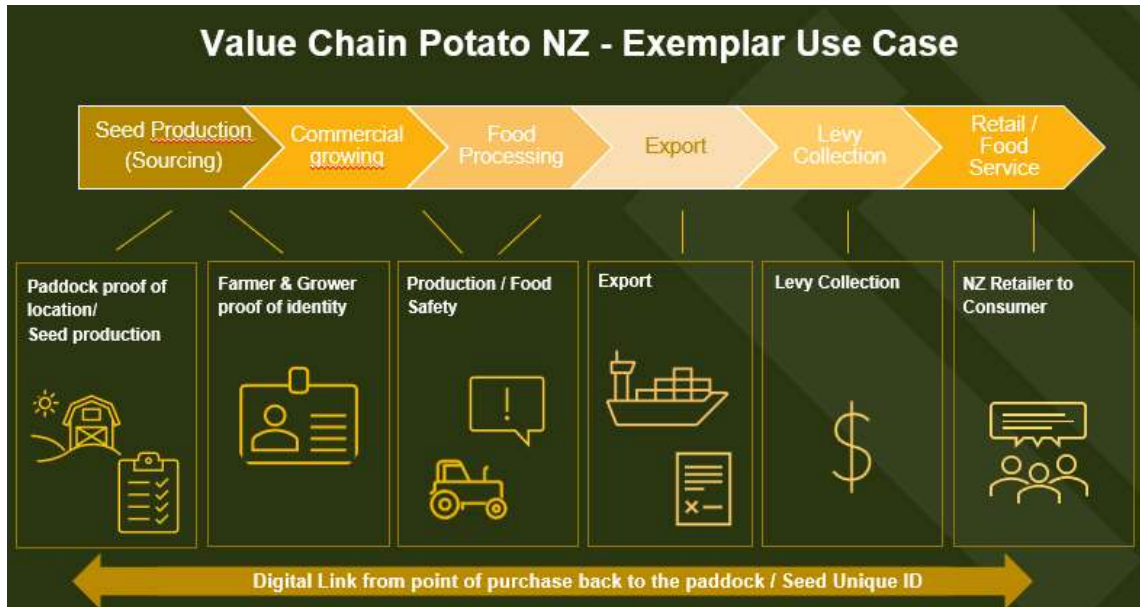 Value Chain Potato NZ - Exemplar Use Case
Seed Production
(Sourcing)
Commercial
growing
Food
Processing
Export
Levy
Collection
Retail /
Food
Service
Paddock proof of
location/
Seed production
Farmer & Grower
proof of identity
Production / Food
Safety
Export
Levy Collection
NZ Retailer to
Consumer
!
$
x
Digital Link from point of purchase back to the paddock / Seed Unique ID